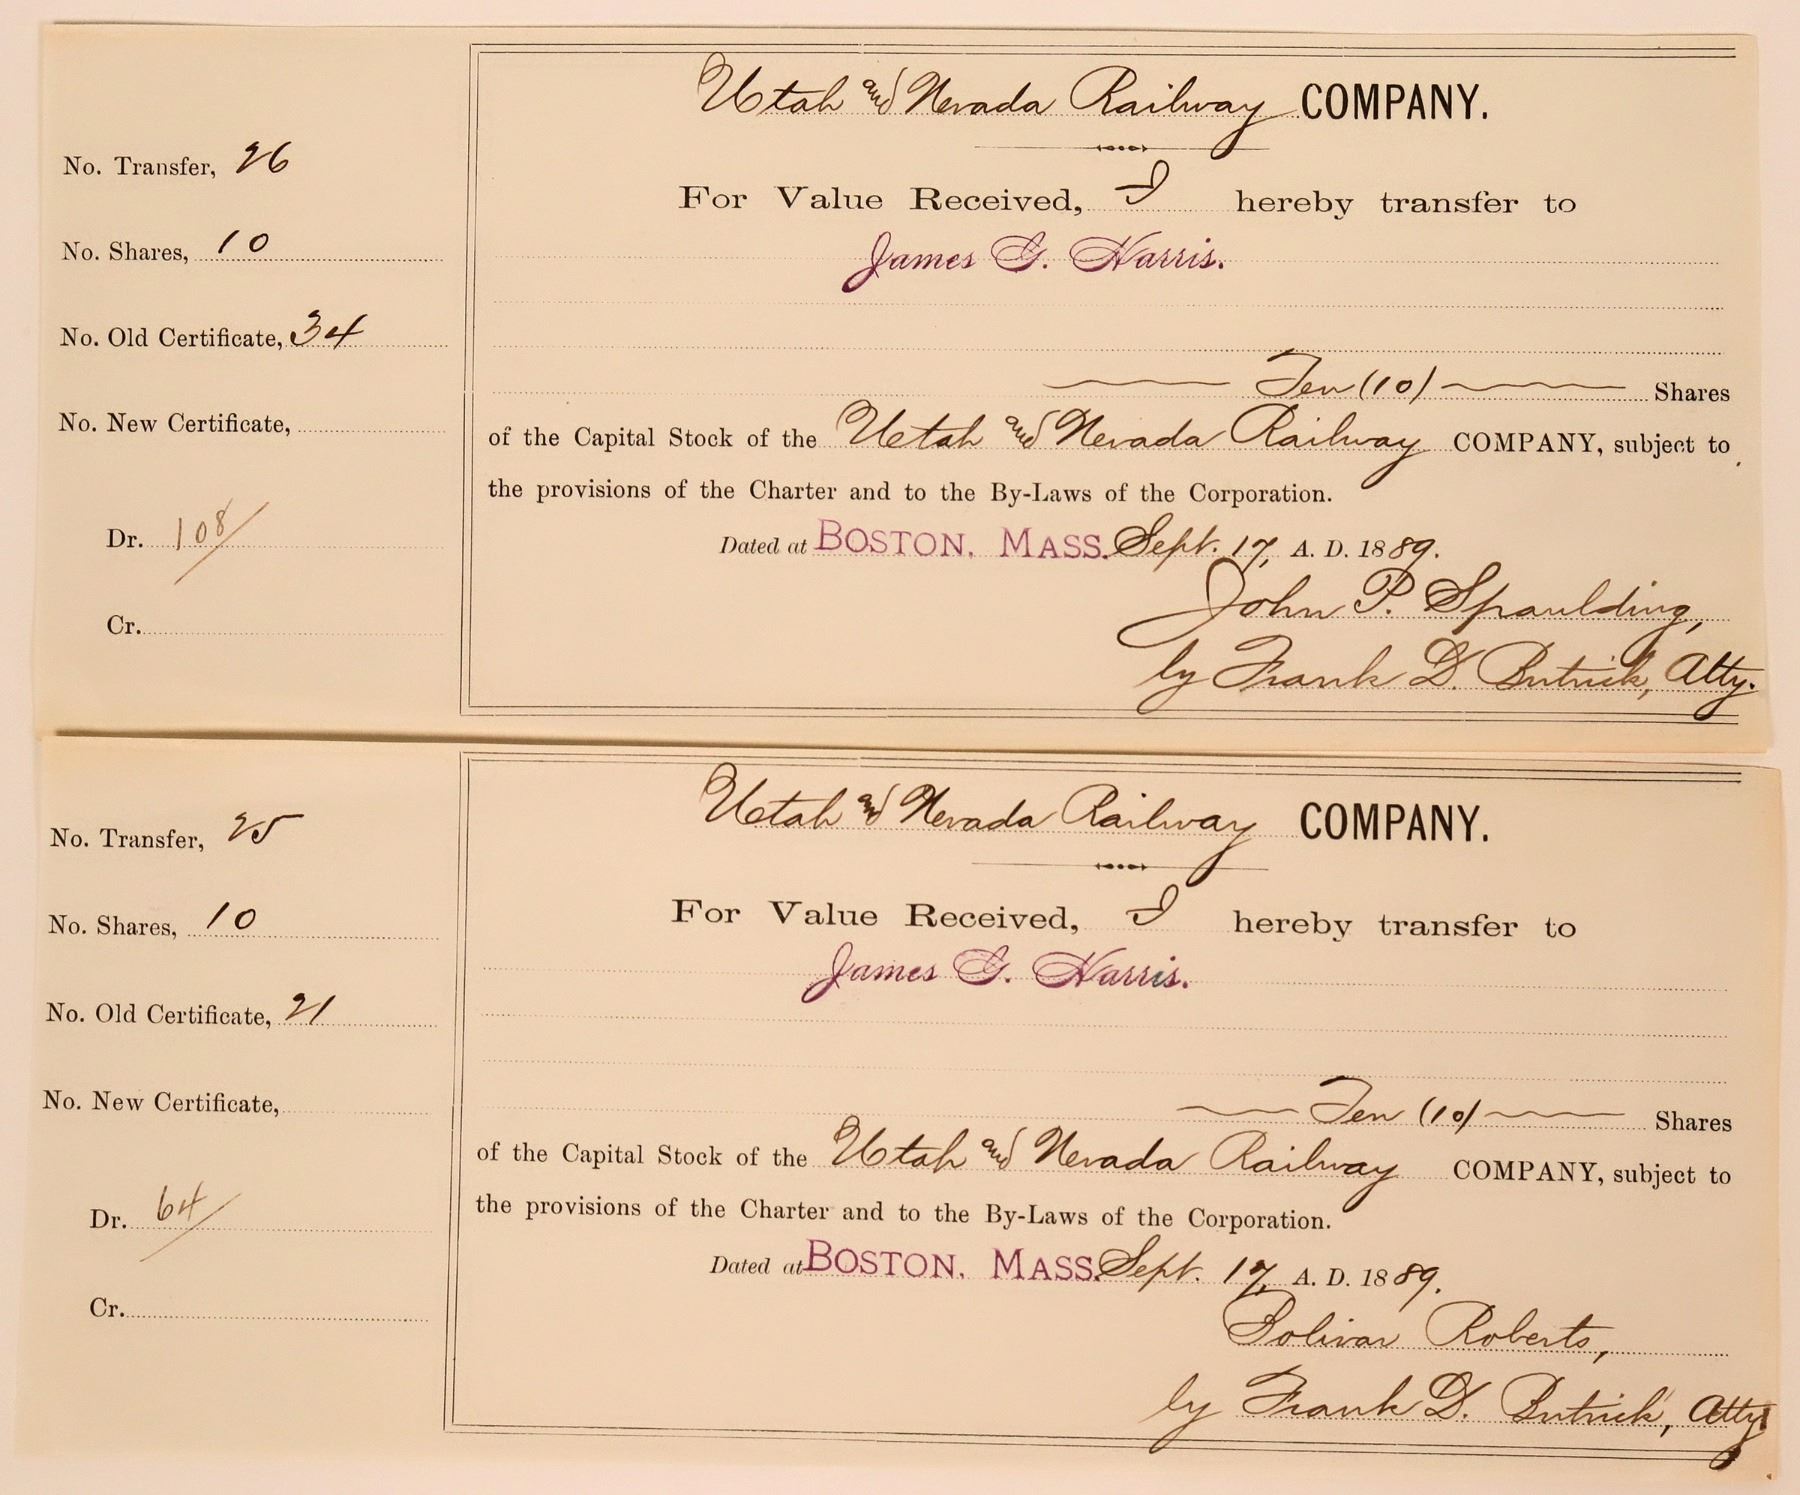 Utah and Nevada Railway COMPANY.
No. Transfer, 26
For Value Received, I hereby transfer to
No. Shares, 10
James G. Harris.
No. Old Certificate, 34
Ten (10) Shares
No. New Certificate,
of the Capital Stock of the Utah and Nevada Railway COMPANY, subject to
the provisions of the Charter and to the By-Laws of the Corporation.
Dr. 108/
Dated at BOSTON, MASS. Sept. 17, A. D. 1889.
Cr.
John P. Spaulding,
by Frank D. Butrick, Atty.
Utah and Nevada Railway COMPANY.
No. Transfer, 25
For Value Received, I hereby transfer to
No. Shares, 10
James G. Harris.
No. Old Certificate, 21
No. New Certificate,
Ten (10) Shares
of the Capital Stock of the Utah and Nevada Railway COMPANY, subject to
the provisions of the Charter and to the By-Laws of the Corporation.
Dr. 64/
Dated at BOSTON, MASS. Sept. 17, A. D. 1889.
Cr.
Bolivar Roberts,
by Frank D. Butrick, Atty